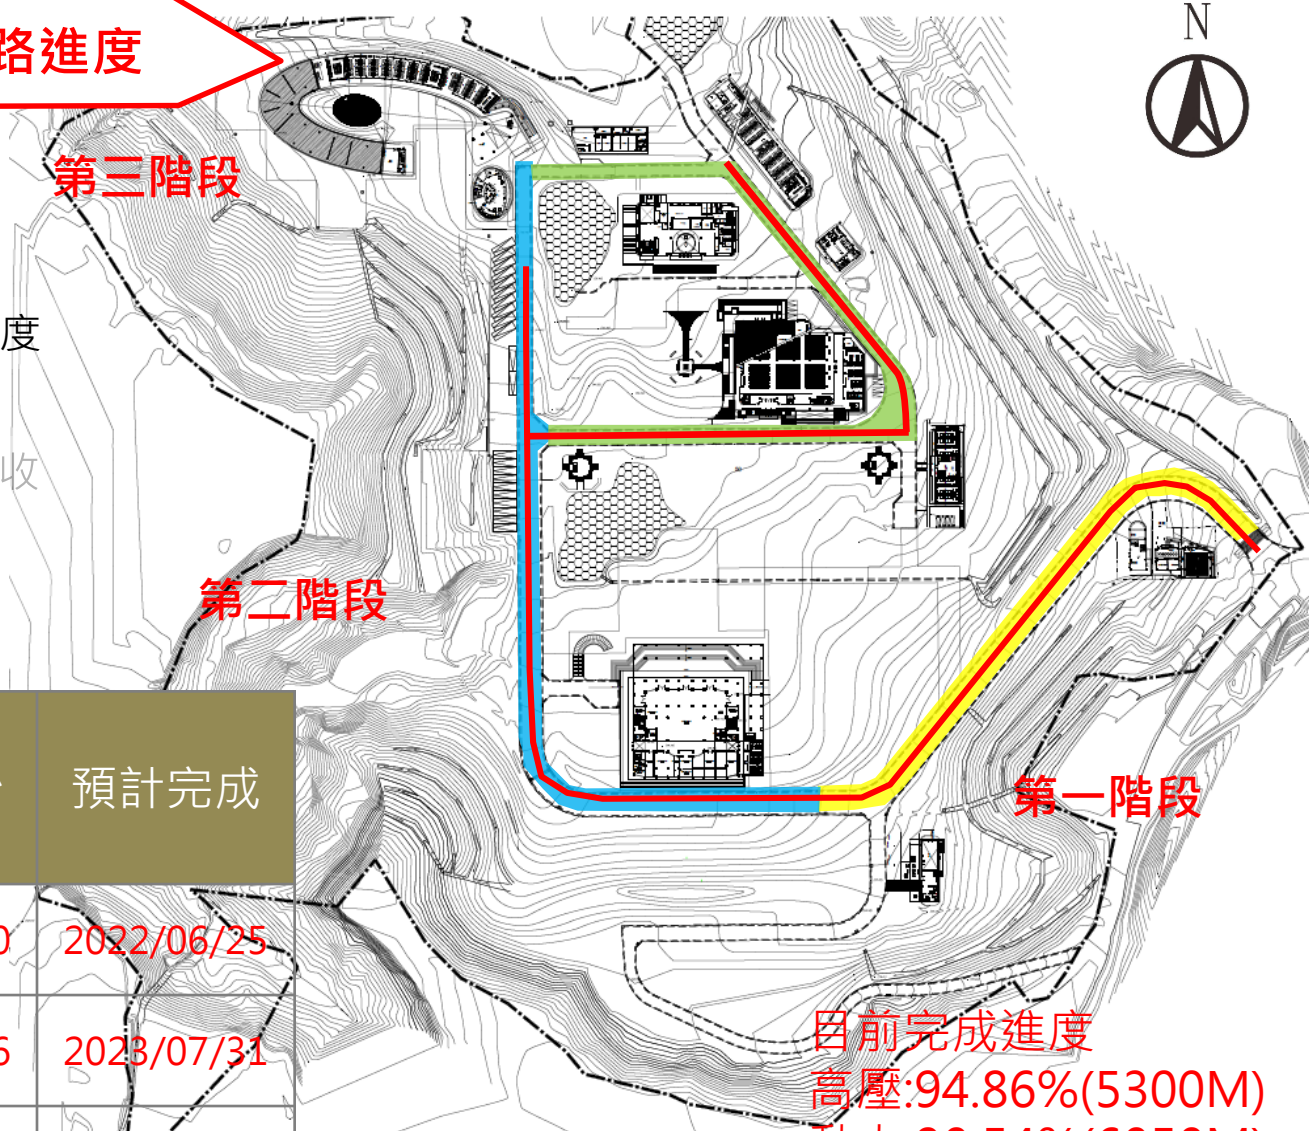 N
路進度
第三階段
度
收
第二階段
預計完成
第一階段
2022/06/25
2023/07/31
目前完成進度
高壓:94.86%(5300M)